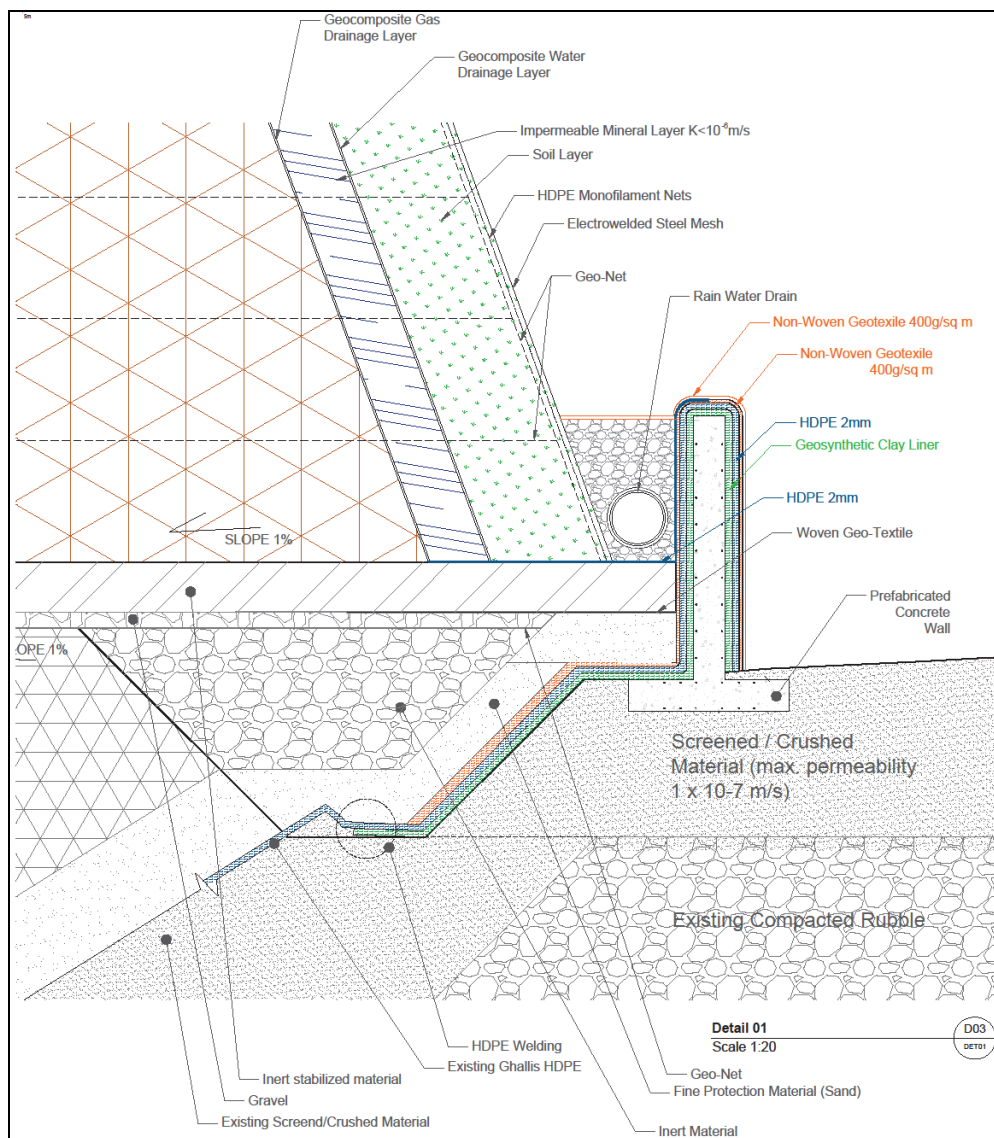 5m
Geocomposite Gas
Drainage Layer
Geocomposite Water
Drainage Layer
Impermeable Mineral Layer K<10⁻⁸m/s
Soil Layer
HDPE Monofilament Nets
Electrowelded Steel Mesh
Geo-Net
Rain Water Drain
Non-Woven Geotexile 400g/sq m
Non-Woven Geotexile
400g/sq m
HDPE 2mm
Geosynthetic Clay Liner
HDPE 2mm
Woven Geo-Textile
SLOPE 1%
Prefabricated
Concrete
Wall
OPE 1%
Screened / Crushed
Material (max. permeability
1 x 10-7 m/s)
Existing Compacted Rubble
Detail 01
Scale 1:20
D03
DET01
HDPE Welding
Existing Ghallis HDPE
Geo-Net
Inert stabilized material
Fine Protection Material (Sand)
Gravel
Existing Screend/Crushed Material
Inert Material